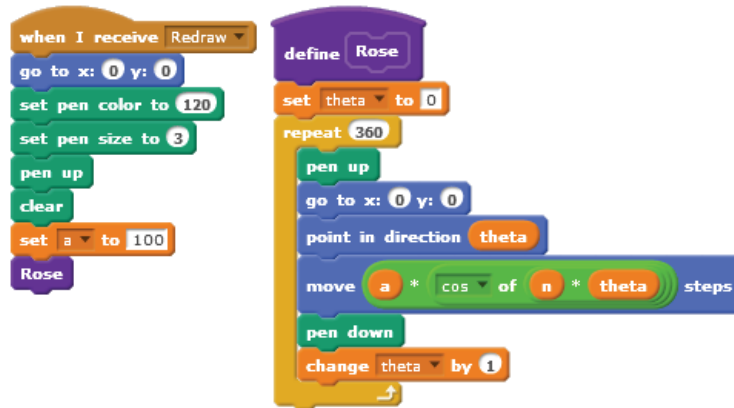 when I receive Redraw
go to x: 0 y: 0
set pen color to 120
set pen size to 3
pen up
clear
set a to 100
Rose
define Rose
set theta to 0
repeat 360
pen up
go to x: 0 y: 0
point in direction theta
move a * cos of n * theta steps
pen down
change theta by 1